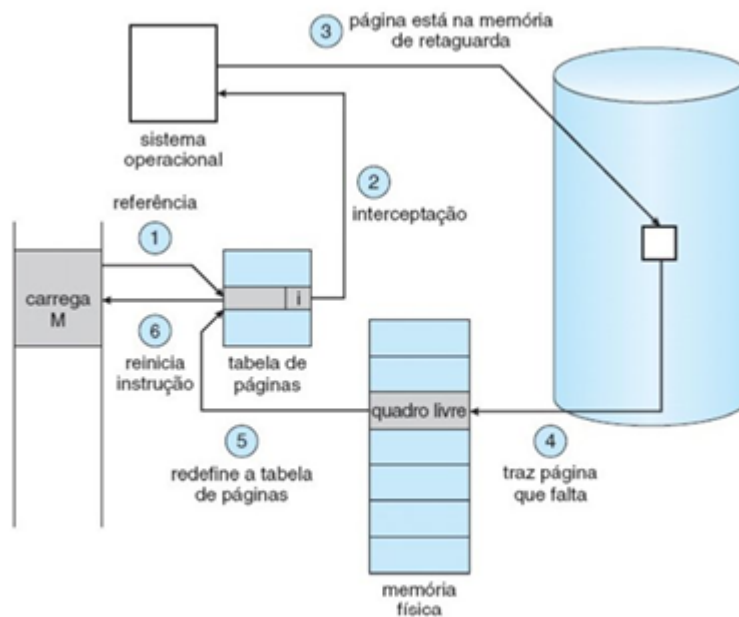 3
página está na memória
de retaguarda
sistema
operacional
2
interceptação
referência
1
carrega
M
i
6
reinicia
instrução
tabela de
páginas
quadro livre
5
redefine a tabela
de páginas
4
traz página
que falta
memória
física